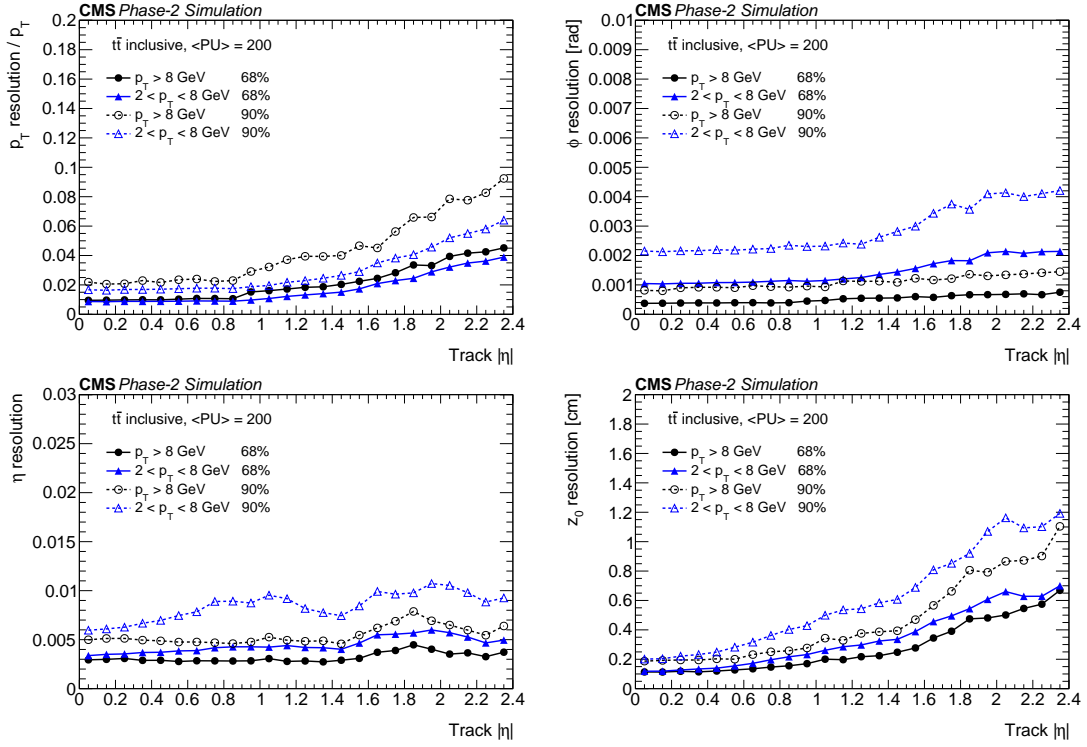 CMS Phase-2 Simulation
tt̄ inclusive, <PU> = 200
p_T > 8 GeV 68%
2 < p_T < 8 GeV 68%
p_T > 8 GeV 90%
2 < p_T < 8 GeV 90%
p_T resolution / p_T
0.2
0.18
0.16
0.14
0.12
0.1
0.08
0.06
0.04
0.02
0
0 0.2 0.4 0.6 0.8 1 1.2 1.4 1.6 1.8 2 2.2 2.4
Track |η|
CMS Phase-2 Simulation
tt̄ inclusive, <PU> = 200
p_T > 8 GeV 68%
2 < p_T < 8 GeV 68%
p_T > 8 GeV 90%
2 < p_T < 8 GeV 90%
ϕ resolution [rad]
0.01
0.009
0.008
0.007
0.006
0.005
0.004
0.003
0.002
0.001
0
0 0.2 0.4 0.6 0.8 1 1.2 1.4 1.6 1.8 2 2.2 2.4
Track |η|
CMS Phase-2 Simulation
tt̄ inclusive, <PU> = 200
p_T > 8 GeV 68%
2 < p_T < 8 GeV 68%
p_T > 8 GeV 90%
2 < p_T < 8 GeV 90%
η resolution
0.03
0.025
0.02
0.015
0.01
0.005
0
0 0.2 0.4 0.6 0.8 1 1.2 1.4 1.6 1.8 2 2.2 2.4
Track |η|
CMS Phase-2 Simulation
tt̄ inclusive, <PU> = 200
p_T > 8 GeV 68%
2 < p_T < 8 GeV 68%
p_T > 8 GeV 90%
2 < p_T < 8 GeV 90%
z_0 resolution [cm]
2
1.8
1.6
1.4
1.2
1
0.8
0.6
0.4
0.2
0
0 0.2 0.4 0.6 0.8 1 1.2 1.4 1.6 1.8 2 2.2 2.4
Track |η|